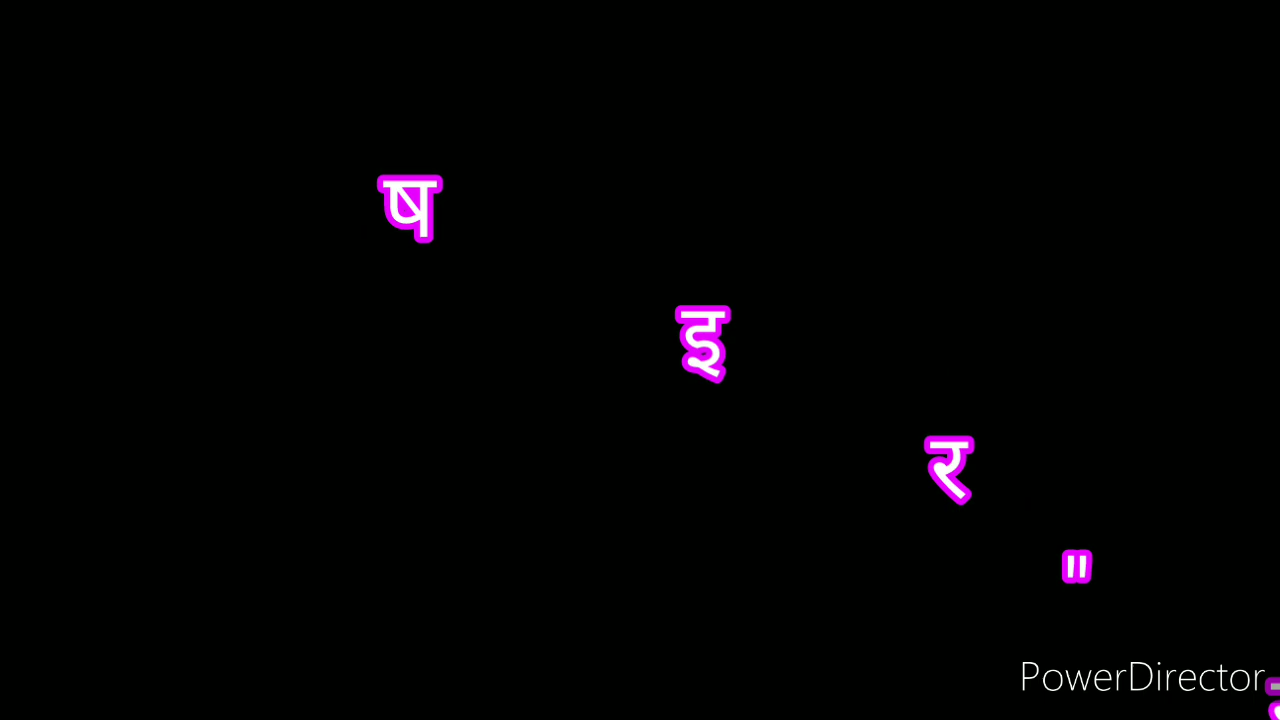 ष
इ
र
"
PowerDirector